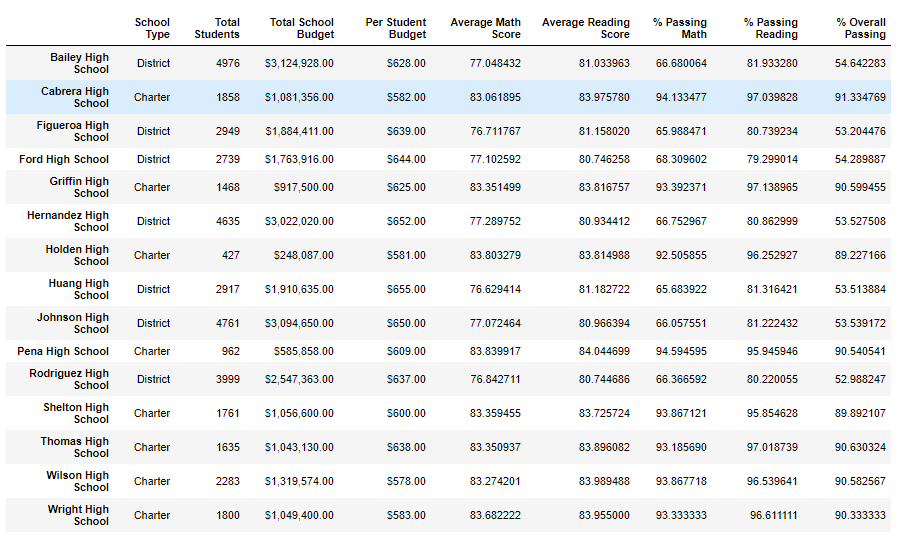 School Type Total Students Total School Budget Per Student Budget Average Math Score Average Reading Score % Passing Math % Passing Reading % Overall Passing
Bailey High School District 4976 $3,124,928.00 $628.00 77.048432 81.033963 66.680064 81.933280 54.642283
Cabrera High School Charter 1858 $1,081,356.00 $582.00 83.061895 83.975780 94.133477 97.039828 91.334769
Figueroa High School District 2949 $1,884,411.00 $639.00 76.711767 81.158020 65.988471 80.739234 53.204476
Ford High School District 2739 $1,763,916.00 $644.00 77.102592 80.746258 68.309602 79.299014 54.289887
Griffin High School Charter 1468 $917,500.00 $625.00 83.351499 83.816757 93.392371 97.138965 90.599455
Hernandez High School District 4635 $3,022,020.00 $652.00 77.289752 80.934412 66.752967 80.862999 53.527508
Holden High School Charter 427 $248,087.00 $581.00 83.803279 83.814988 92.505855 96.252927 89.227166
Huang High School District 2917 $1,910,635.00 $655.00 76.629414 81.182722 65.683922 81.316421 53.513884
Johnson High School District 4761 $3,094,650.00 $650.00 77.072464 80.966394 66.057551 81.222432 53.539172
Pena High School Charter 962 $585,858.00 $609.00 83.839917 84.044699 94.594595 95.945946 90.540541
Rodriguez High School District 3999 $2,547,363.00 $637.00 76.842711 80.744686 66.366592 80.220055 52.988247
Shelton High School Charter 1761 $1,056,600.00 $600.00 83.359455 83.725724 93.867121 95.854628 89.892107
Thomas High School Charter 1635 $1,043,130.00 $638.00 83.350937 83.896082 93.185690 97.018739 90.630324
Wilson High School Charter 2283 $1,319,574.00 $578.00 83.274201 83.989488 93.867718 96.539641 90.582567
Wright High School Charter 1800 $1,049,400.00 $583.00 83.682222 83.955000 93.333333 96.611111 90.333333